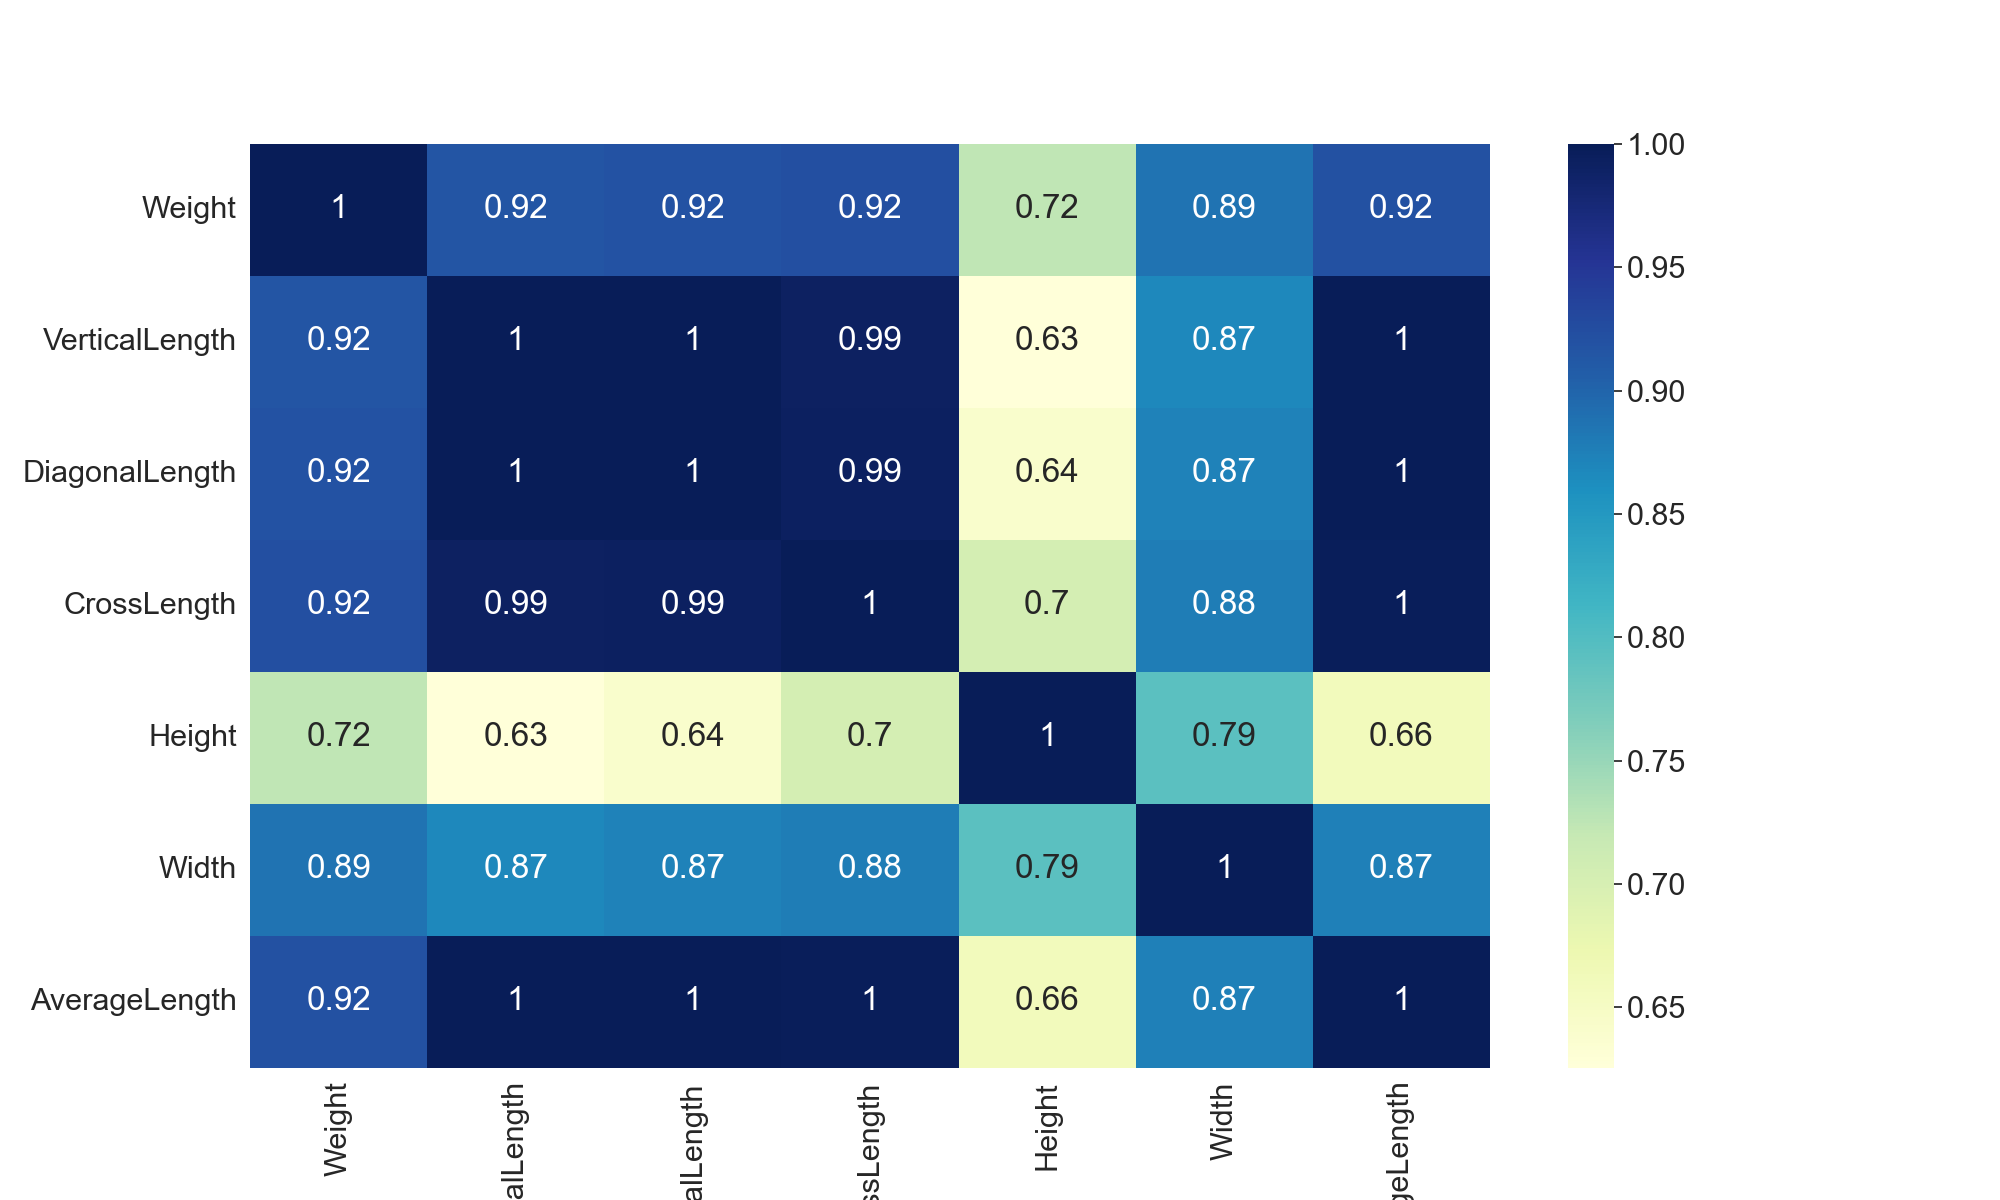 Weight 1 0.92 0.92 0.92 0.72 0.89 0.92
VerticalLength 0.92 1 1 0.99 0.63 0.87 1
DiagonalLength 0.92 1 1 0.99 0.64 0.87 1
CrossLength 0.92 0.99 0.99 1 0.7 0.88 1
Height 0.72 0.63 0.64 0.7 1 0.79 0.66
Width 0.89 0.87 0.87 0.88 0.79 1 0.87
AverageLength 0.92 1 1 1 0.66 0.87 1
Weight
alLength
alLength
ssLength
Height
Width
geLength
1.00
0.95
0.90
0.85
0.80
0.75
0.70
0.65